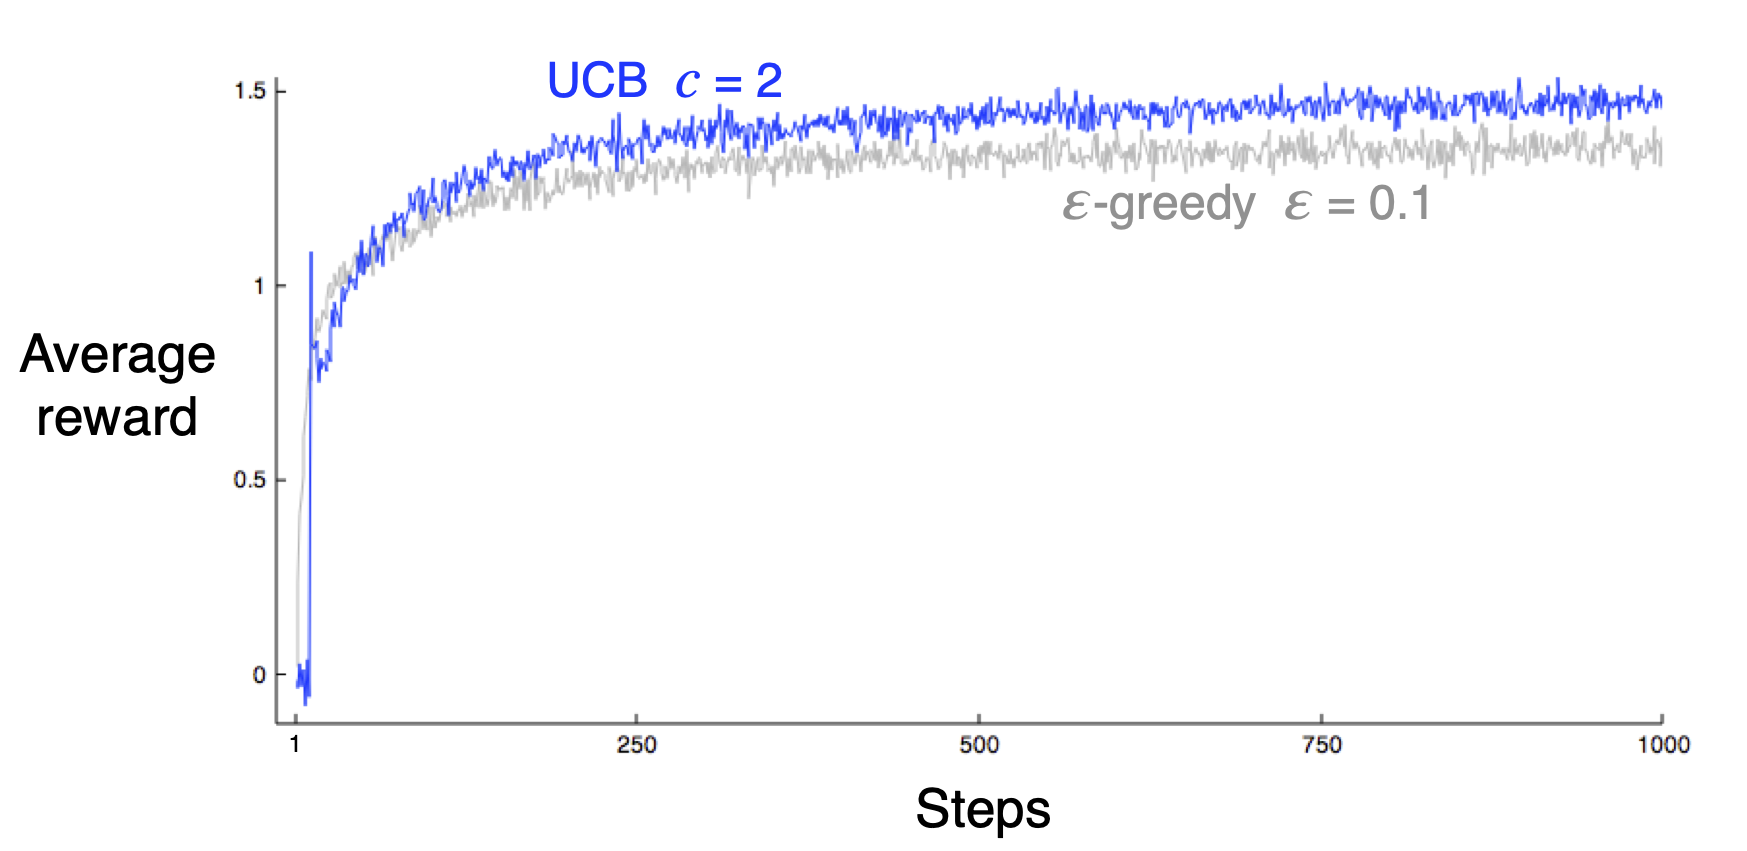 UCB c = 2
1.5
ε-greedy ε = 0.1
1
Average
reward
0.5
0
1 250 500 750 1000
Steps